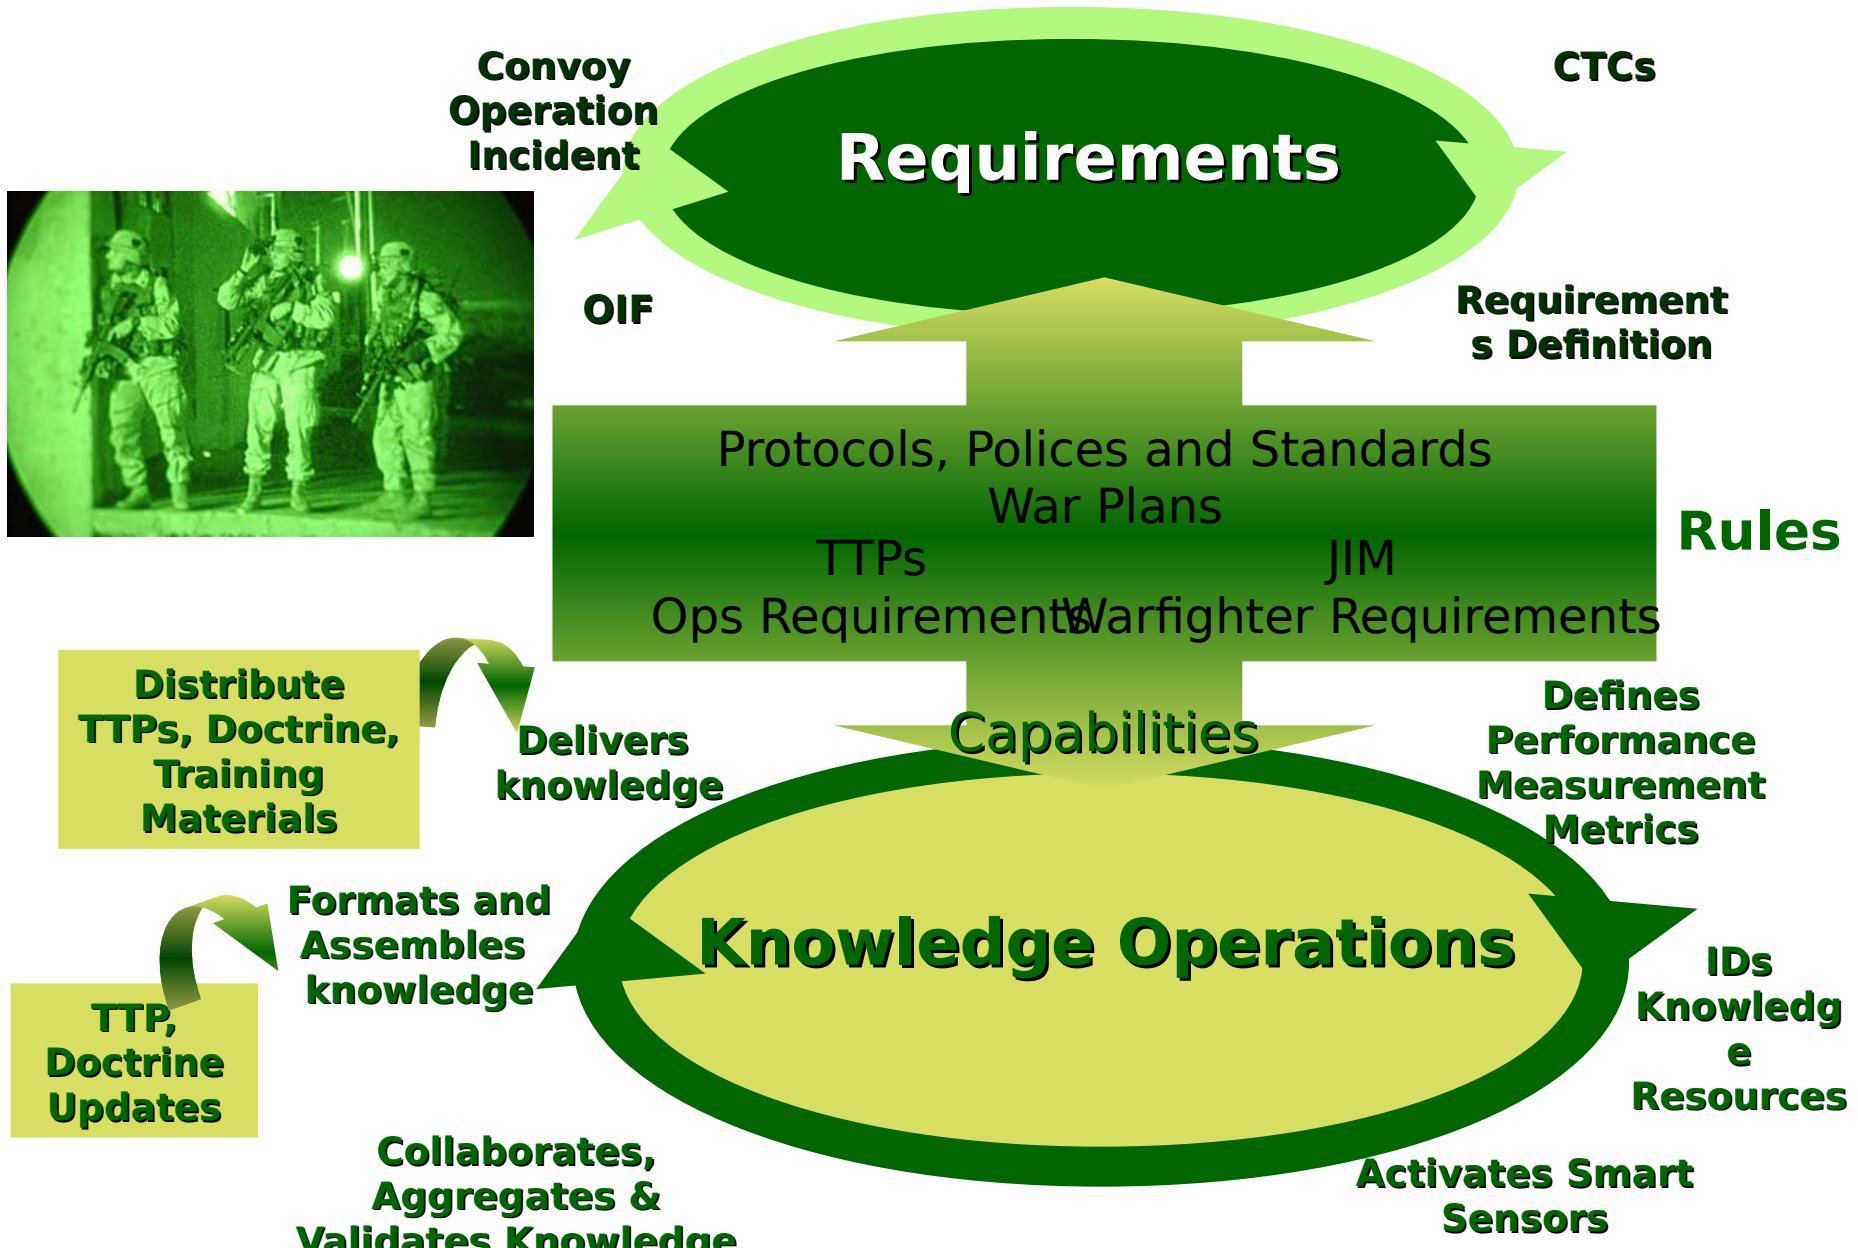 Convoy
Operation
Incident
CTCs
Requirements
OIF
Requirement
s Definition
Protocols, Polices and Standards
War Plans
TTPs
JIM
Ops Requirements
Warfighter Requirements
Rules
Distribute
TTPs, Doctrine,
Training
Materials
Delivers
knowledge
Capabilities
Defines
Performance
Measurement
Metrics
Formats and
Assembles
knowledge
Knowledge Operations
IDs
Knowledg
e
Resources
TTP,
Doctrine
Updates
Collaborates,
Aggregates &
Validates Knowledge
Activates Smart
Sensors